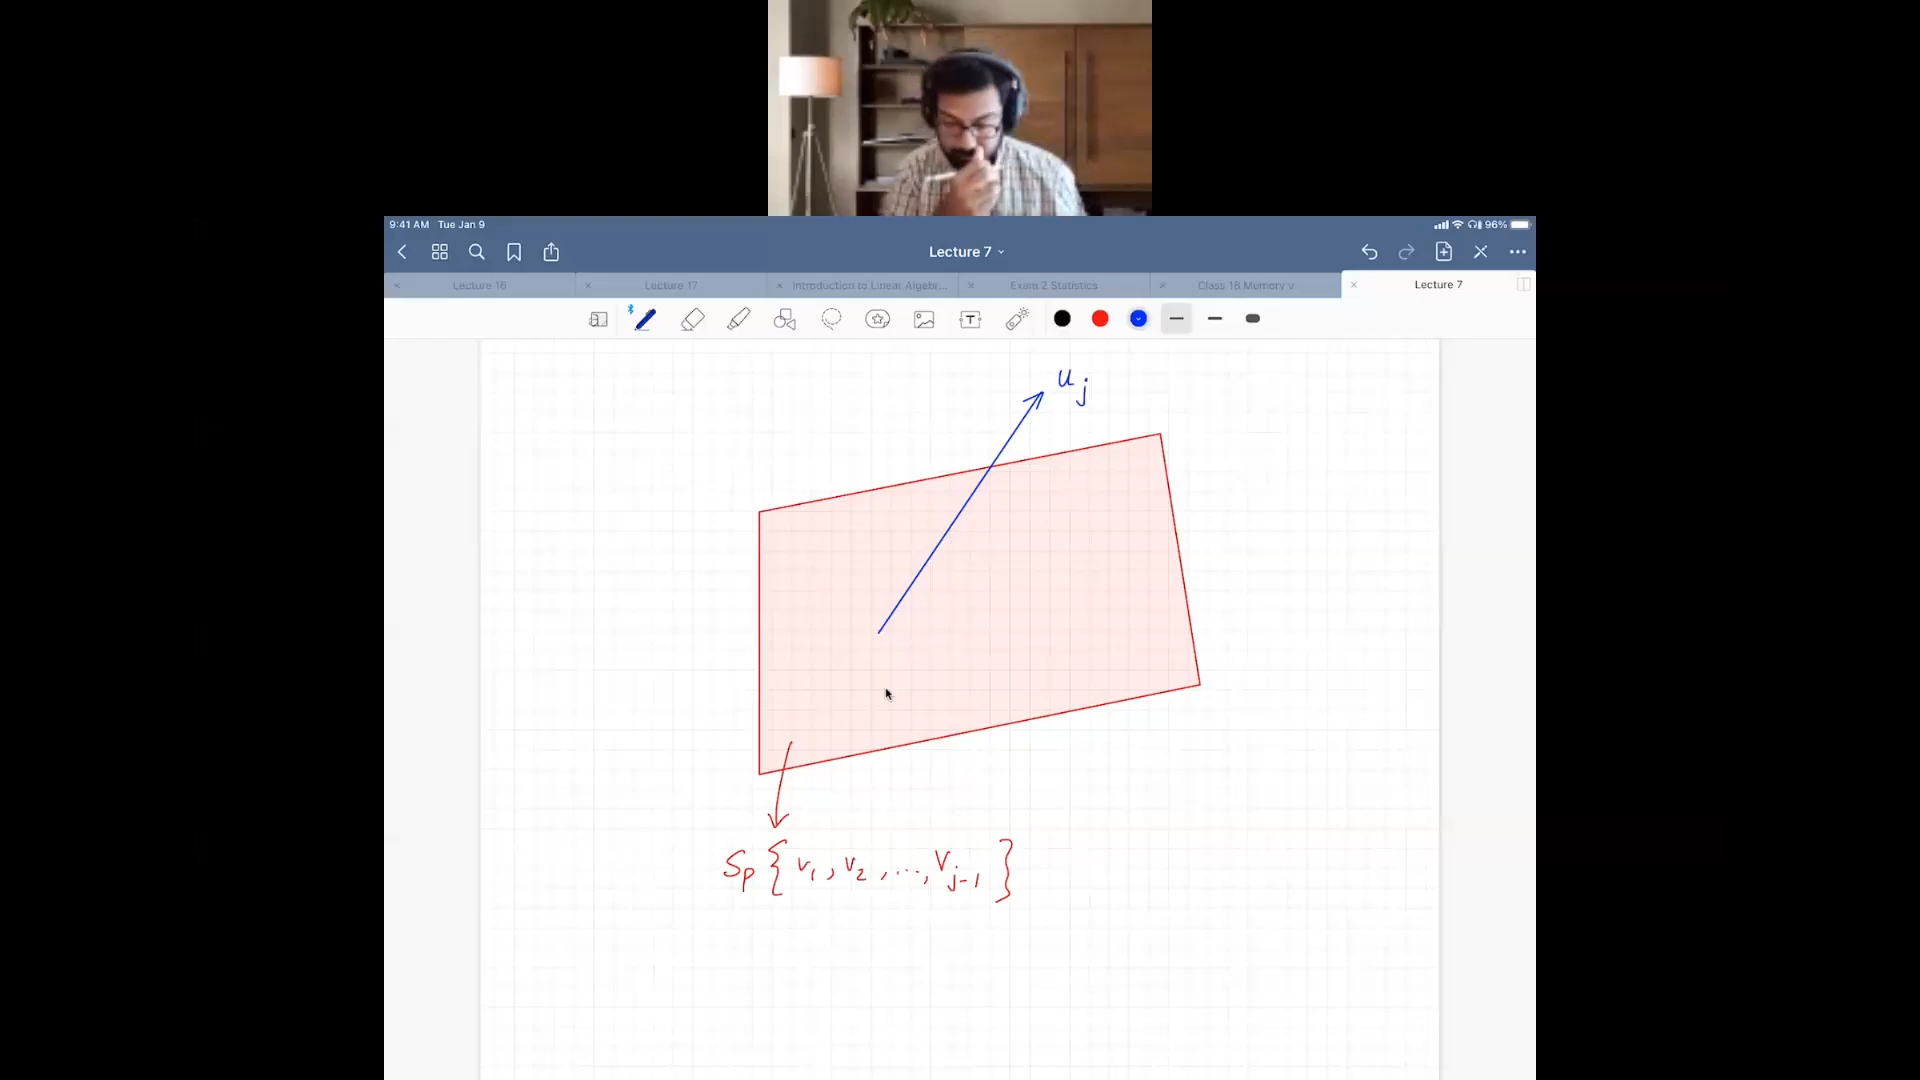 9:41 AM Tue Jan 9 96%
Lecture 7
Lecture 16 Lecture 17 Introduction to Linear Algebr... Exam 2 Statistics Class 16 Memory v Lecture 7
T
u_j
Sp { v_1, v_2, ..., v_{j-1} }